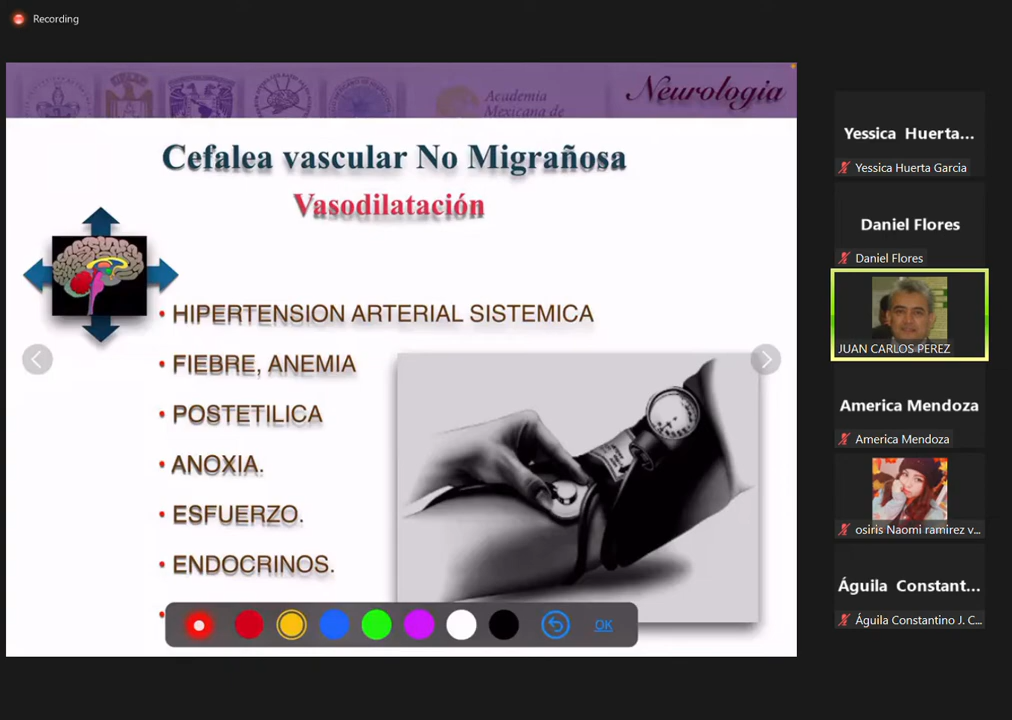 Recording
Academia
Mexicana de
Neurologia
Cefalea vascular No Migrañosa
Vasodilatación
• HIPERTENSION ARTERIAL SISTEMICA
• FIEBRE, ANEMIA
• POSTETILICA
• ANOXIA.
• ESFUERZO.
• ENDOCRINOS.
OK
Yessica Huerta...
Yessica Huerta Garcia
Daniel Flores
Daniel Flores
JUAN CARLOS PEREZ
America Mendoza
America Mendoza
osiris Naomi ramirez v...
Águila Constant...
Águila Constantino J. C...